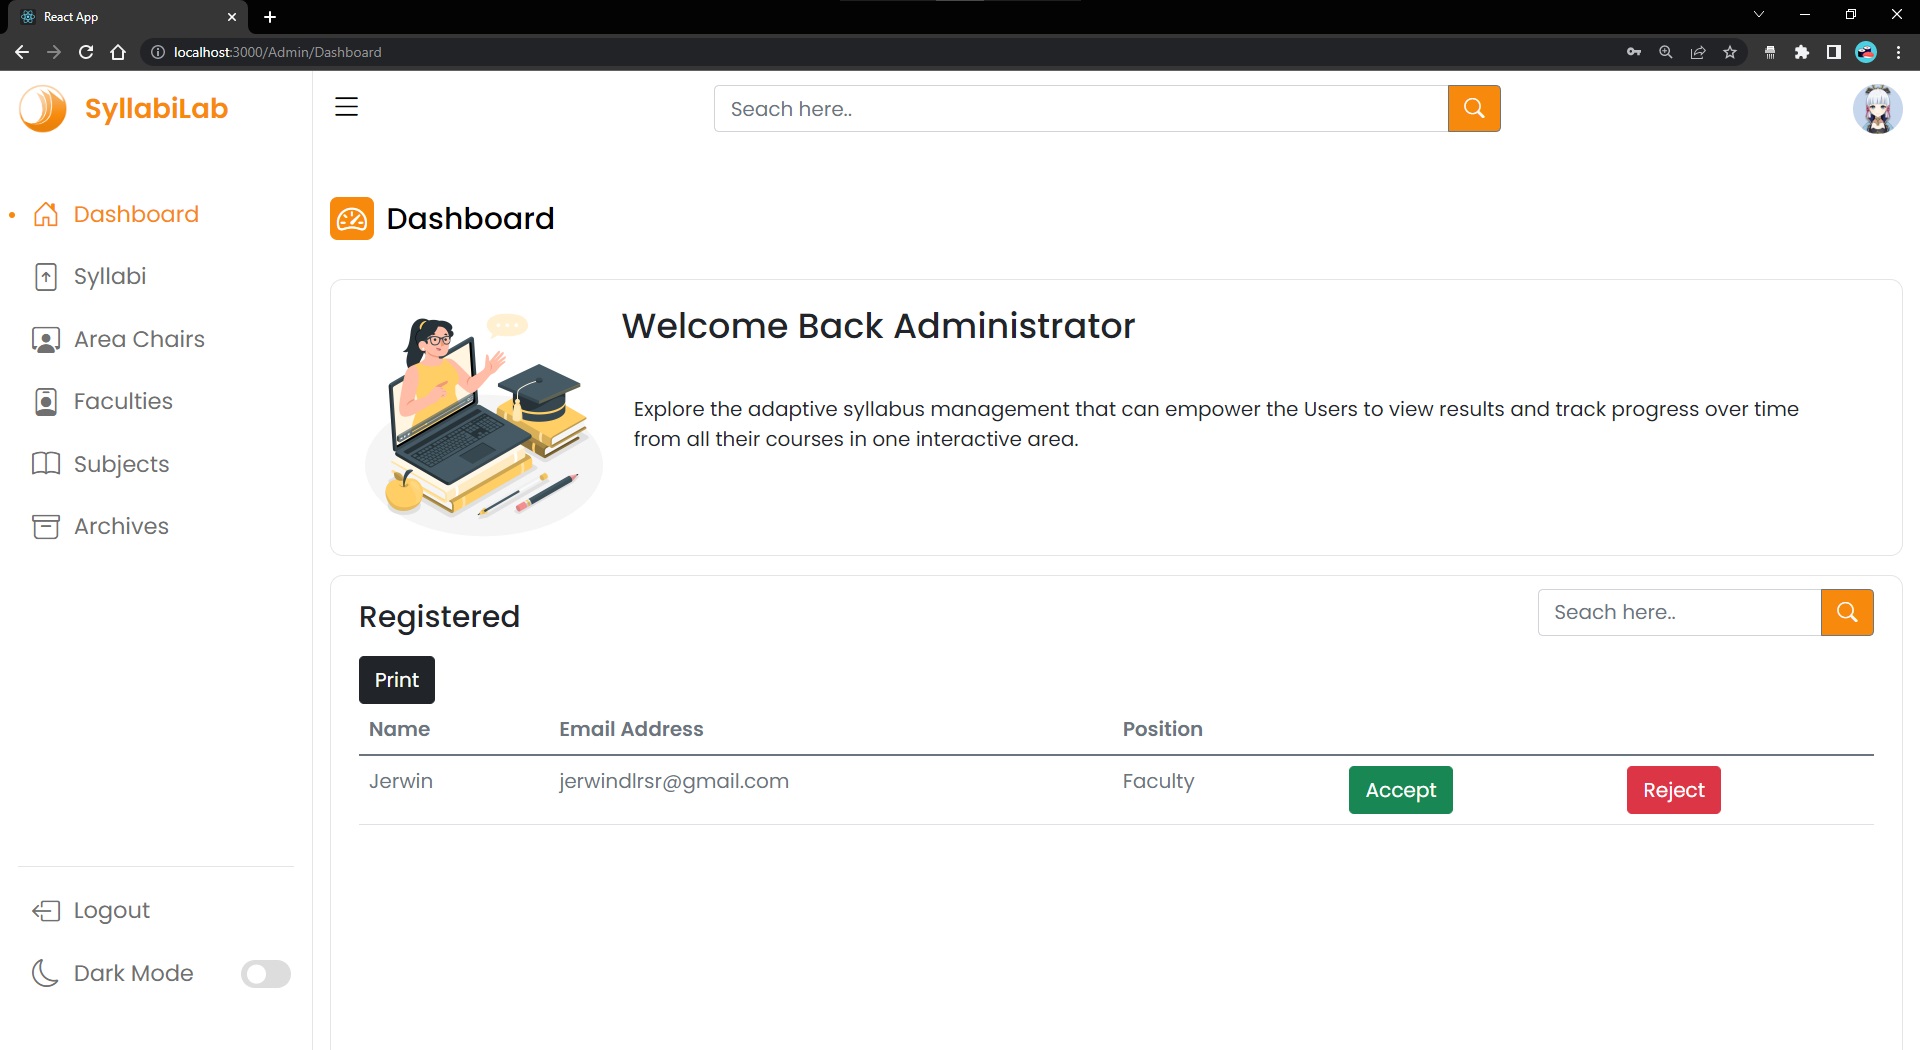 React App
localhost:3000/Admin/Dashboard
SyllabiLab
Seach here..
Dashboard
Syllabi
Area Chairs
Faculties
Subjects
Archives
Logout
Dark Mode
Dashboard
Welcome Back Administrator
Explore the adaptive syllabus management that can empower the Users to view results and track progress over time
from all their courses in one interactive area.
Registered
Seach here..
Print
Name Email Address Position
Jerwin jerwindlrsr@gmail.com Faculty Accept Reject